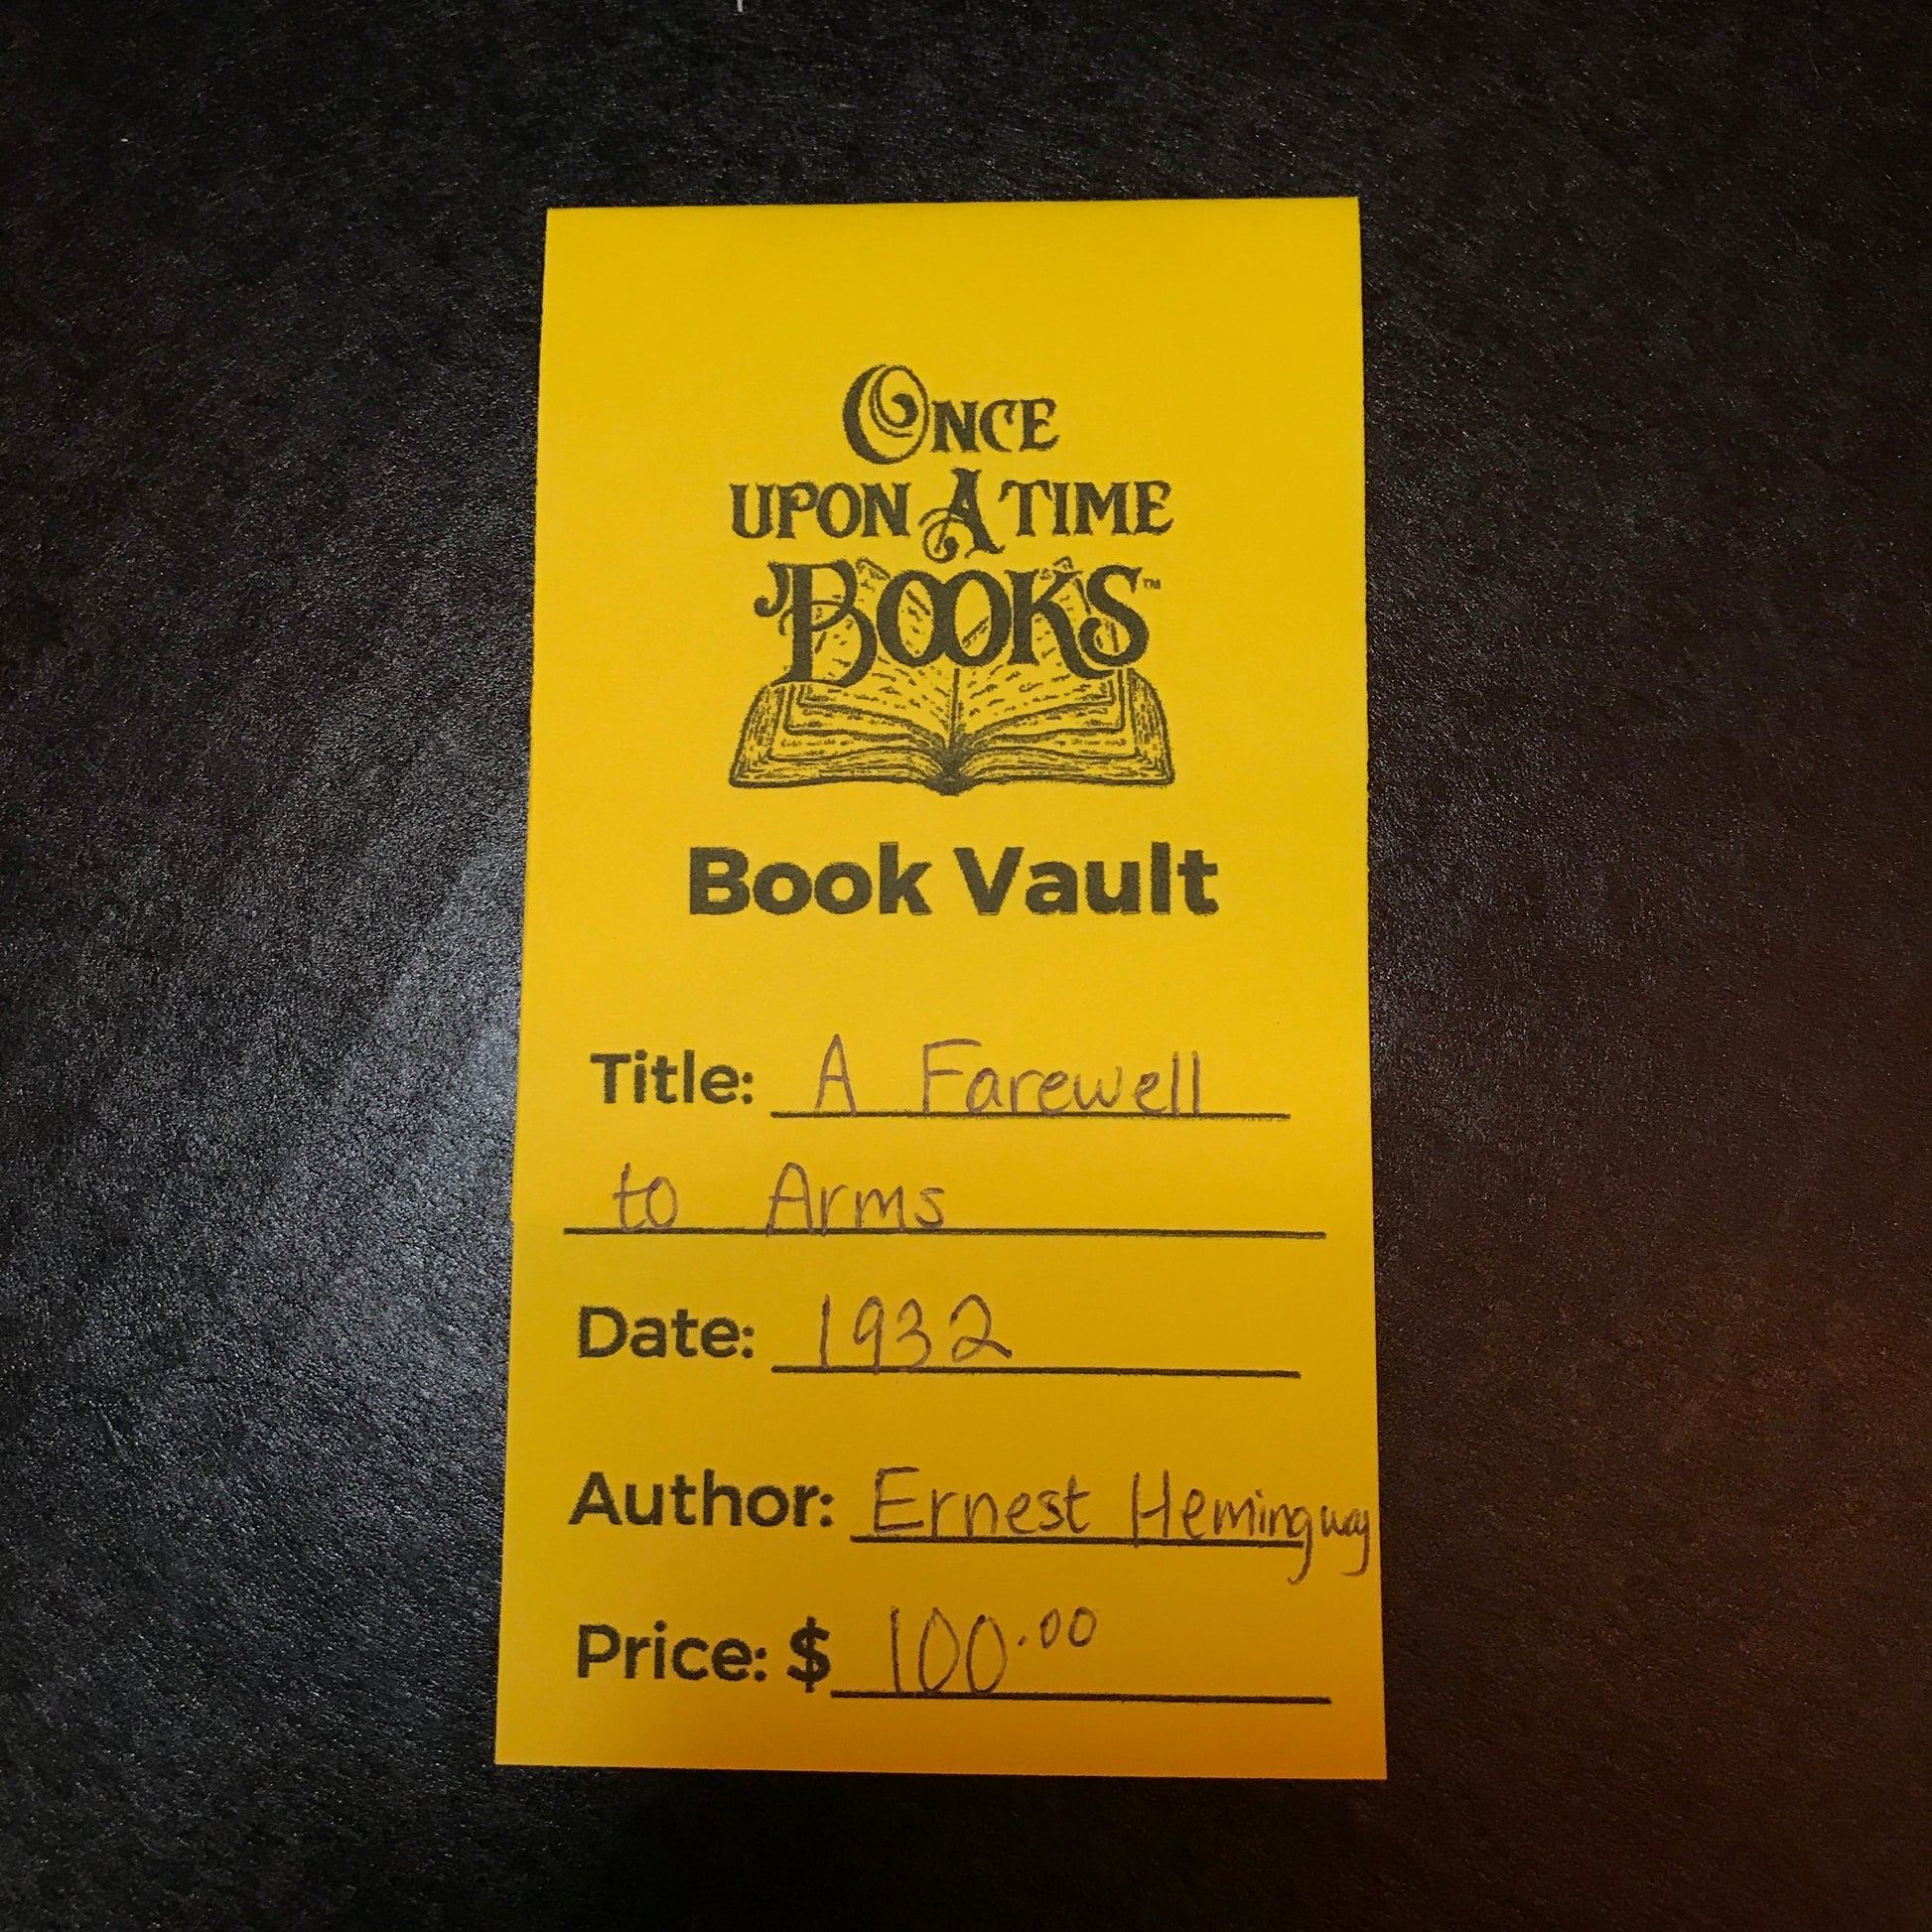 ONCE
UPON A TIME
BOOKS™
Book Vault
Title: A Farewell
to Arms
Date: 1932
Author: Ernest Hemingway
Price: $ 100.00